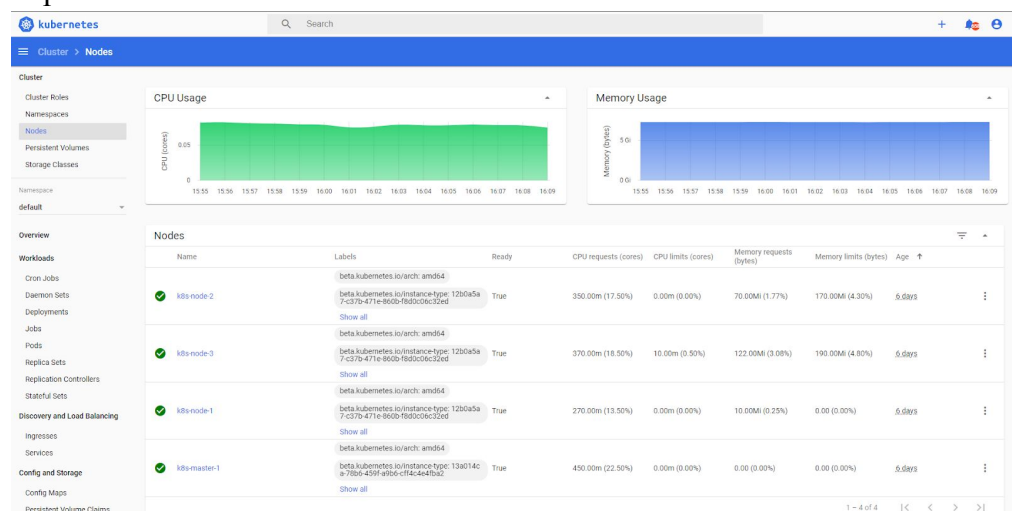 kubernetes
Search
Cluster > Nodes
Cluster
Cluster Roles
Namespaces
Nodes
Persistent Volumes
Storage Classes
Namespace
default
Overview
Workloads
Cron Jobs
Daemon Sets
Deployments
Jobs
Pods
Replica Sets
Replication Controllers
Stateful Sets
Discovery and Load Balancing
Ingresses
Services
Config and Storage
Config Maps
Persistent Volume Claims
CPU Usage
CPU (cores)
0.05
0
15:55 15:56 15:57 15:58 15:59 16:00 16:01 16:02 16:03 16:04 16:05 16:06 16:07 16:08 16:09
Memory Usage
Memory (bytes)
5.0i
0.0i
15:55 15:56 15:57 15:58 15:59 16:00 16:01 16:02 16:03 16:04 16:05 16:06 16:07 16:08 16:09
Nodes
Name Labels Ready CPU requests (cores) CPU limits (cores) Memory requests (bytes) Memory limits (bytes) Age
beta.kubernetes.io/arch: amd64
k8s-node-2 beta.kubernetes.io/instance-type: 12b0a5a True 350.00m (17.50%) 0.00m (0.00%) 70.00Mi (1.77%) 170.00Mi (4.30%) 6 days
7-c37b-471e-860b-f8d0c06c32ed
Show all
beta.kubernetes.io/arch: amd64
k8s-node-3 beta.kubernetes.io/instance-type: 12b0a5a True 370.00m (18.50%) 10.00m (0.50%) 122.00Mi (3.08%) 190.00Mi (4.80%) 6 days
7-c37b-471e-860b-f8d0c06c32ed
Show all
beta.kubernetes.io/arch: amd64
k8s-node-1 beta.kubernetes.io/instance-type: 12b0a5a True 270.00m (13.50%) 0.00m (0.00%) 10.00Mi (0.25%) 0.00 (0.00%) 6 days
7-c37b-471e-860b-f8d0c06c32ed
Show all
beta.kubernetes.io/arch: amd64
k8s-master-1 beta.kubernetes.io/instance-type: 13a014c True 450.00m (22.50%) 0.00m (0.00%) 0.00 (0.00%) 0.00 (0.00%) 6 days
a-78b6-459f-a9b6-cff4c4e4fba2
Show all
1 – 4 of 4